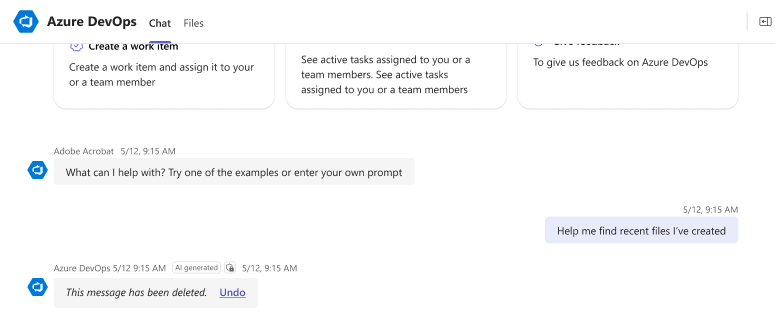 Azure DevOps Chat Files
Create a work item
Create a work item and assign it to your
or a team member
See active tasks assigned to you or a
team members. See active tasks
assigned to you or a team members
Give feedback
To give us feedback on Azure DevOps
Adobe Acrobat 5/12, 9:15 AM
What can I help with? Try one of the examples or enter your own prompt
5/12, 9:15 AM
Help me find recent files I've created
Azure DevOps 5/12 9:15 AM AI generated 5/12, 9:15 AM
This message has been deleted. Undo